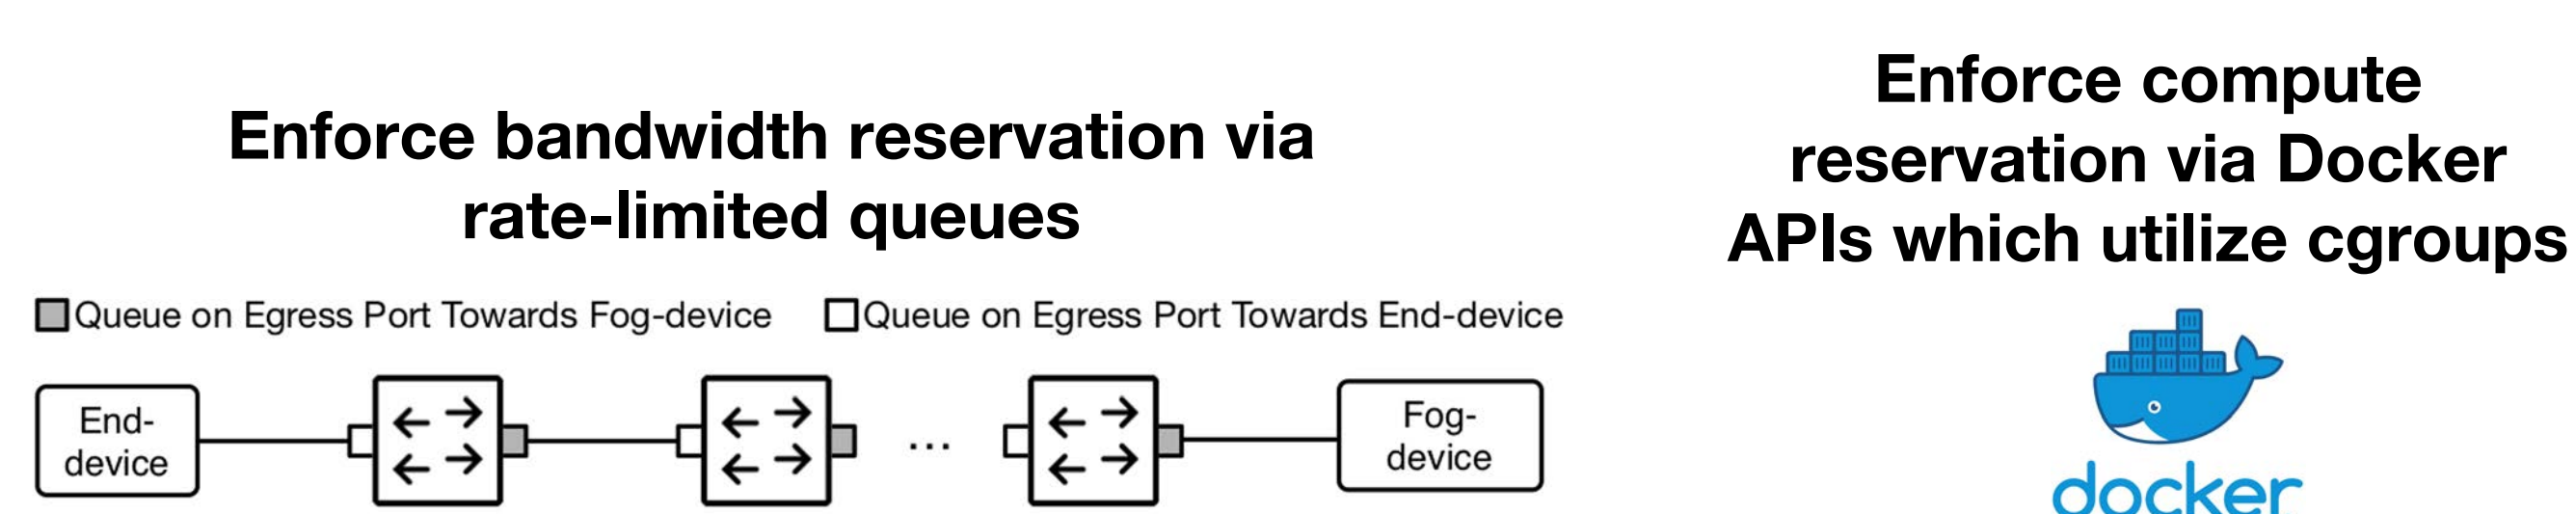 Enforce bandwidth reservation via
rate-limited queues
Enforce compute
reservation via Docker
APIs which utilize cgroups
Queue on Egress Port Towards Fog-device
Queue on Egress Port Towards End-device
End-
device
...
Fog-
device
docker